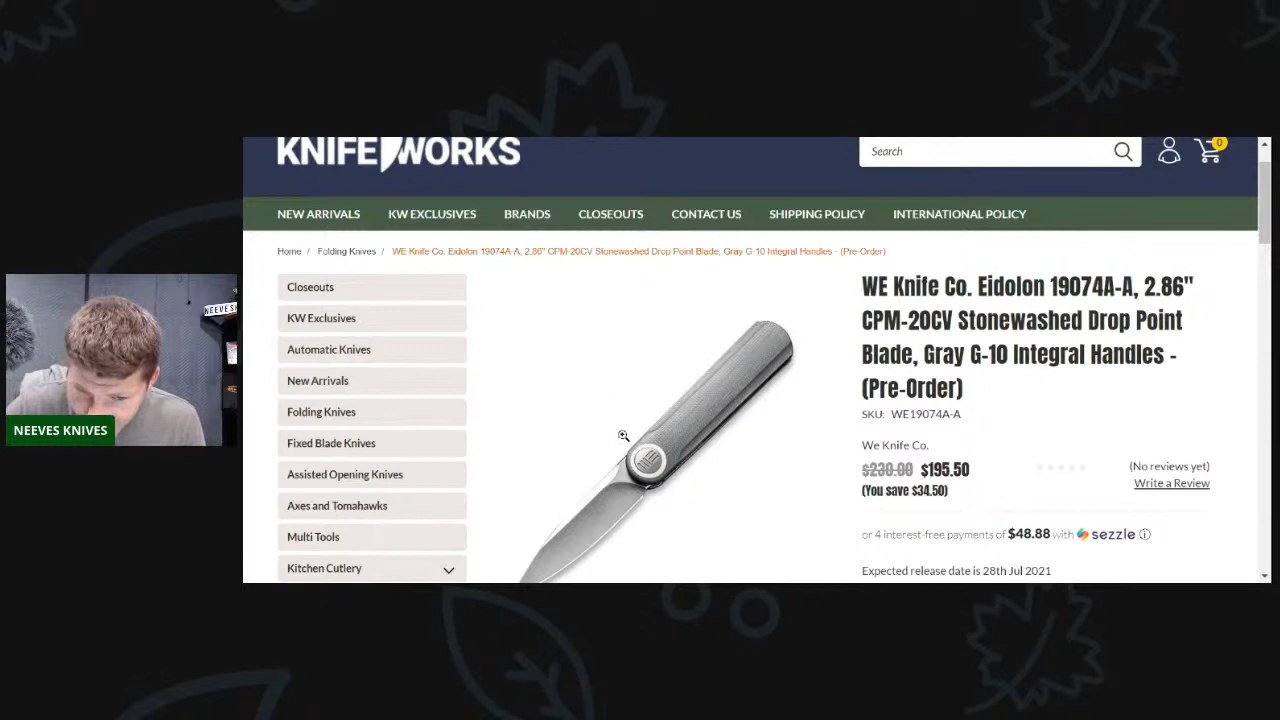 KNIFEWORKS
Search
0
NEW ARRIVALS KW EXCLUSIVES BRANDS CLOSEOUTS CONTACT US SHIPPING POLICY INTERNATIONAL POLICY
Home / Folding Knives / WE Knife Co. Eidolon 19074A-A, 2.86" CPM-20CV Stonewashed Drop Point Blade, Gray G-10 Integral Handles - (Pre-Order)
Closeouts
KW Exclusives
Automatic Knives
New Arrivals
Folding Knives
Fixed Blade Knives
Assisted Opening Knives
Axes and Tomahawks
Multi Tools
Kitchen Cutlery
WE Knife Co. Eidolon 19074A-A, 2.86"
CPM-20CV Stonewashed Drop Point
Blade, Gray G-10 Integral Handles -
(Pre-Order)
SKU: WE19074A-A
We Knife Co.
$230.00 $195.50
(No reviews yet)
(You save $34.50)
Write a Review
or 4 interest-free payments of $48.88 with sezzle
Expected release date is 28th Jul 2021
NEEVES KNIVES